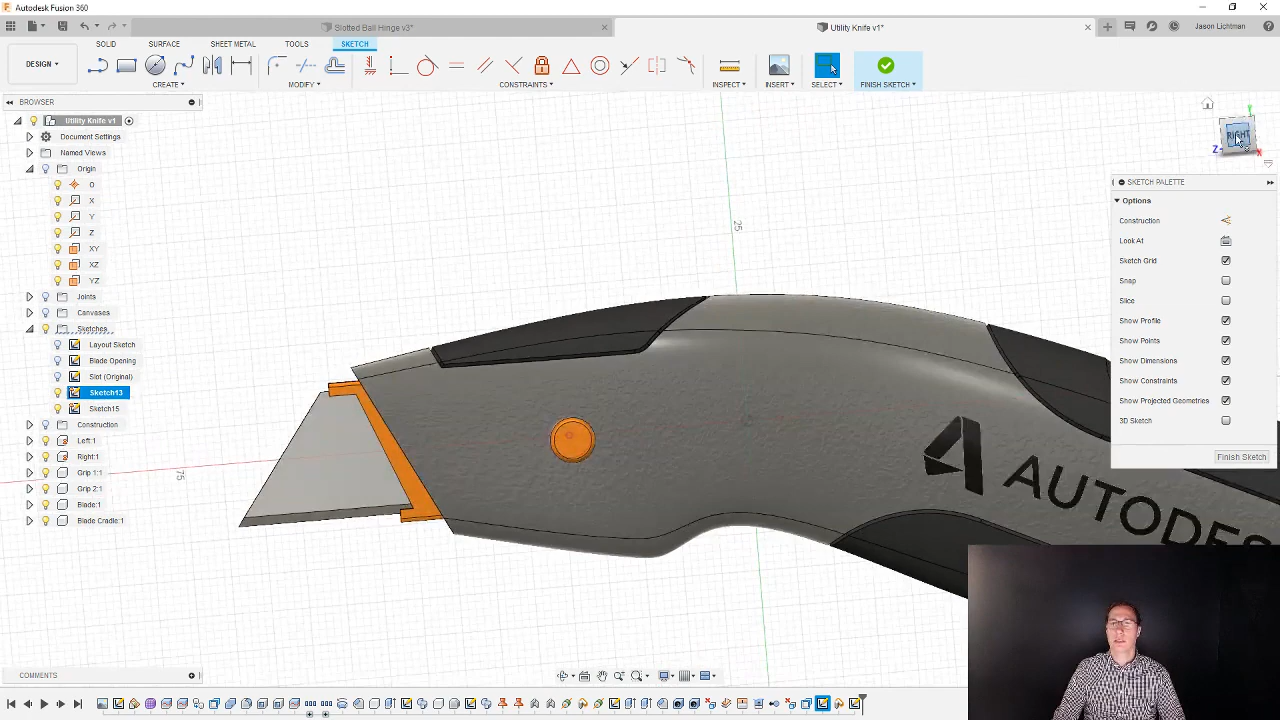 Autodesk Fusion 360
Slotted Ball Hinge v3*
Utility Knife v1*
Jason Lichtman
DESIGN
SOLID
SURFACE
SHEET METAL
TOOLS
SKETCH
CREATE
MODIFY
CONSTRAINTS
INSPECT
INSERT
SELECT
FINISH SKETCH
BROWSER
Utility Knife v1
Document Settings
Named Views
Origin
O
X
Y
Z
XY
XZ
YZ
Joints
Canvases
Sketches
Layout Sketch
Blade Opening
Slot (Original)
Sketch13
Sketch15
Construction
Left:1
Right:1
Grip 1:1
Grip 2:1
Blade:1
Blade Cradle:1
25
75
AUTODES
Y
RIGHT
Z
X
SKETCH PALETTE
Options
Construction
Look At
Sketch Grid
Snap
Slice
Show Profile
Show Points
Show Dimensions
Show Constraints
Show Projected Geometries
3D Sketch
Finish Sketch
COMMENTS